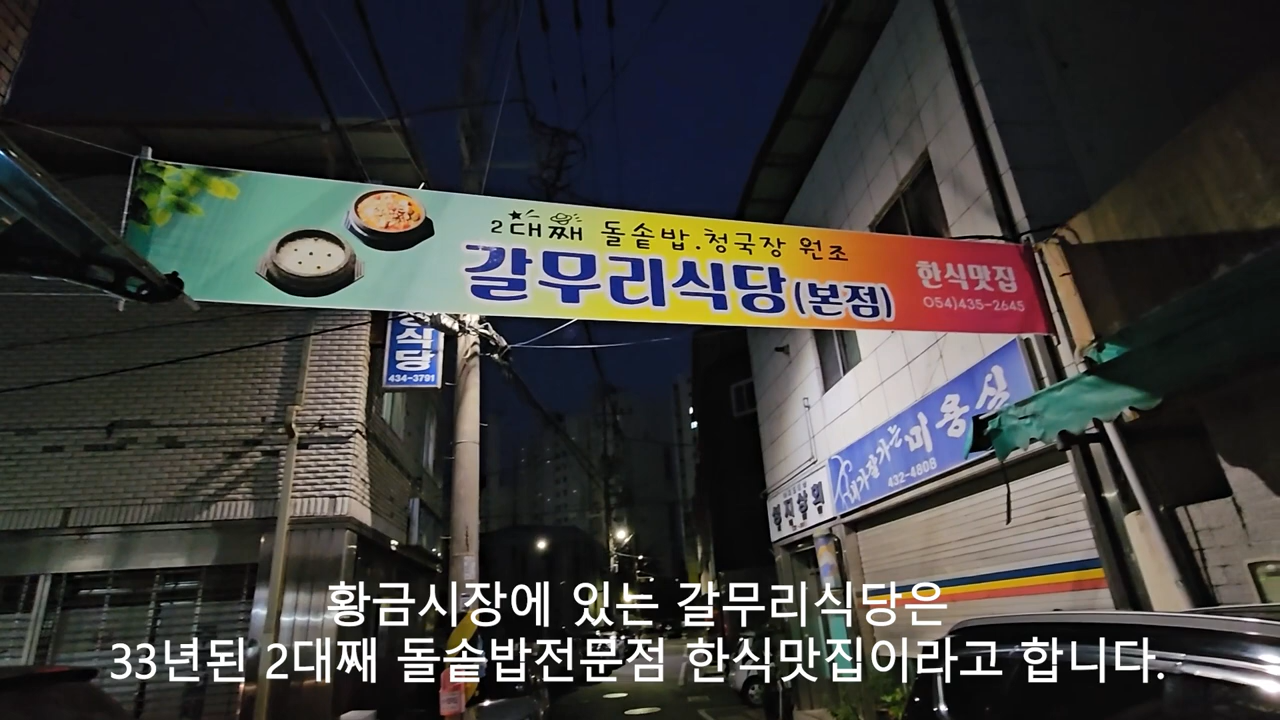 2대째 돌솥밥.청국장 원조
갈무리식당(본점)
한식맛집
054)435-2645
식당
434-3791
미용실
432-4808
황금시장에 있는 갈무리식당은
33년된 2대째 돌솥밥전문점 한식맛집이라고 합니다.